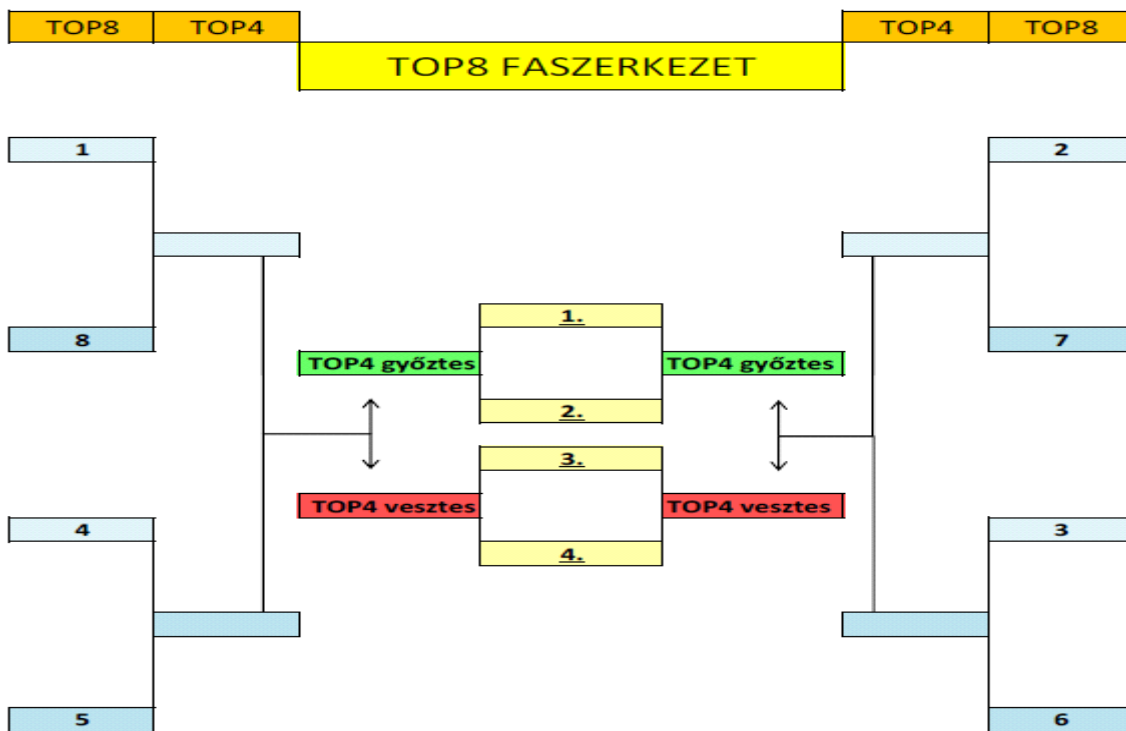 TOP8 TOP4 TOP4 TOP8
TOP8 FASZERKEZET
1 2
1.
8 7
TOP4 győztes TOP4 győztes
2.
3.
TOP4 vesztes TOP4 vesztes
4 3
4.
5 6